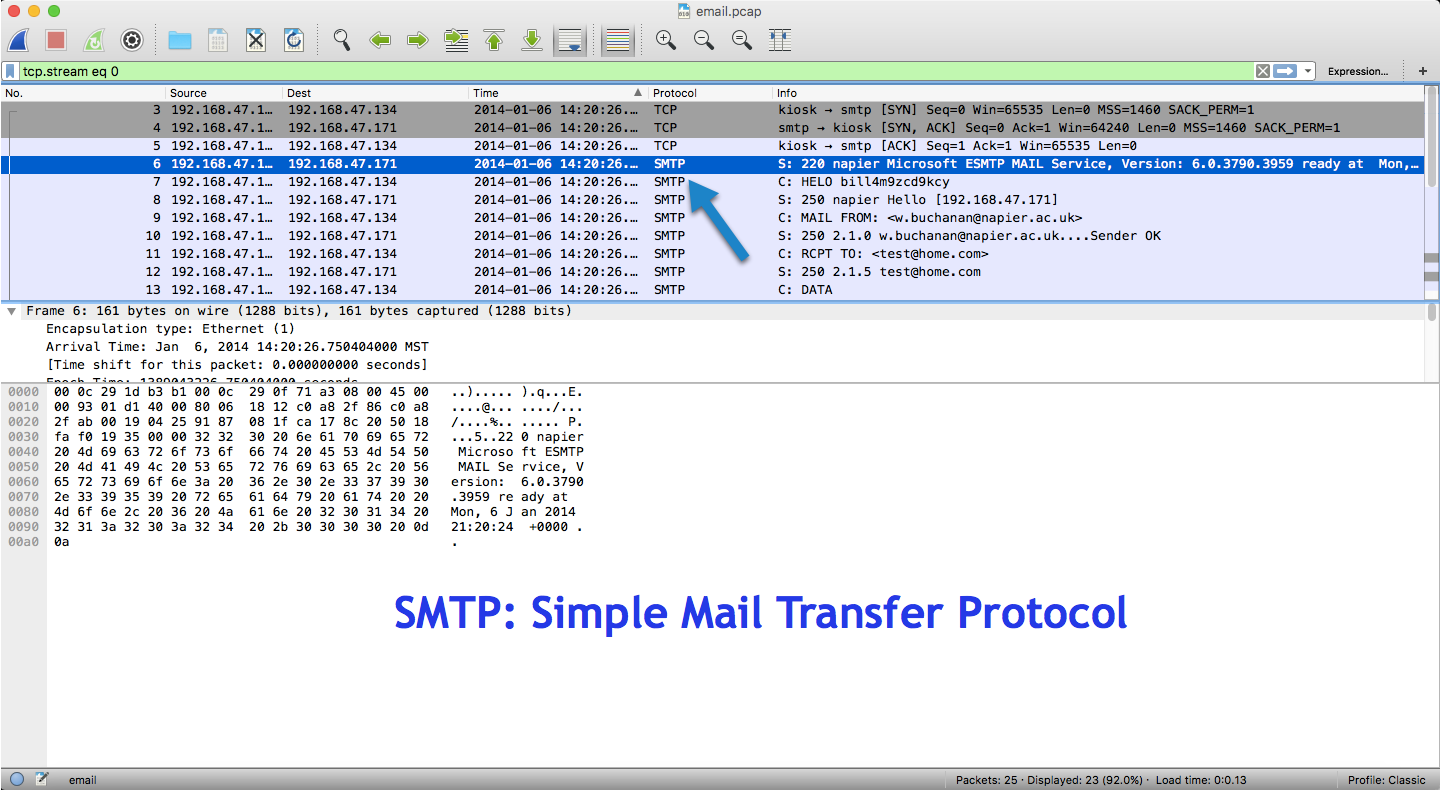 email.pcap
tcp.stream eq 0
Expression...
+
No. Source Dest Time Protocol Info
3 192.168.47.1… 192.168.47.134 2014-01-06 14:20:26.… TCP kiosk → smtp [SYN] Seq=0 Win=65535 Len=0 MSS=1460 SACK_PERM=1
4 192.168.47.1… 192.168.47.171 2014-01-06 14:20:26.… TCP smtp → kiosk [SYN, ACK] Seq=0 Ack=1 Win=64240 Len=0 MSS=1460 SACK_PERM=1
5 192.168.47.1… 192.168.47.134 2014-01-06 14:20:26.… TCP kiosk → smtp [ACK] Seq=1 Ack=1 Win=65535 Len=0
6 192.168.47.1… 192.168.47.171 2014-01-06 14:20:26.… SMTP S: 220 napier Microsoft ESMTP MAIL Service, Version: 6.0.3790.3959 ready at  Mon,…
7 192.168.47.1… 192.168.47.134 2014-01-06 14:20:26.… SMTP C: HELO bill4m9zcd9kcy
8 192.168.47.1… 192.168.47.171 2014-01-06 14:20:26.… SMTP S: 250 napier Hello [192.168.47.171]
9 192.168.47.1… 192.168.47.134 2014-01-06 14:20:26.… SMTP C: MAIL FROM: <w.buchanan@napier.ac.uk>
10 192.168.47.1… 192.168.47.171 2014-01-06 14:20:26.… SMTP S: 250 2.1.0 w.buchanan@napier.ac.uk....Sender OK
11 192.168.47.1… 192.168.47.134 2014-01-06 14:20:26.… SMTP C: RCPT TO: <test@home.com>
12 192.168.47.1… 192.168.47.171 2014-01-06 14:20:26.… SMTP S: 250 2.1.5 test@home.com
13 192.168.47.1… 192.168.47.134 2014-01-06 14:20:26.… SMTP C: DATA
Frame 6: 161 bytes on wire (1288 bits), 161 bytes captured (1288 bits)
Encapsulation type: Ethernet (1)
Arrival Time: Jan  6, 2014 14:20:26.750404000 MST
[Time shift for this packet: 0.000000000 seconds]
Epoch Time: 1389043226.750404000 seconds
0000 00 0c 29 1d b3 b1 00 0c  29 0f 71 a3 08 00 45 00 ..)..... ).q...E.
0010 00 93 01 d1 40 00 80 06  18 12 c0 a8 2f 86 c0 a8 ....@... ..../...
0020 2f ab 00 19 04 25 91 87  08 1f ca 17 8c 20 50 18 /....%.. ..... P.
0030 fa f0 19 35 00 00 32 32  30 20 6e 61 70 69 65 72 ...5..22 0 napier
0040 20 4d 69 63 72 6f 73 6f  66 74 20 45 53 4d 54 50 Microso ft ESMTP
0050 20 4d 41 49 4c 20 53 65  72 76 69 63 65 2c 20 56 MAIL Se rvice, V
0060 65 72 73 69 6f 6e 3a 20  36 2e 30 2e 33 37 39 30 ersion:  6.0.3790
0070 2e 33 39 35 39 20 72 65  61 64 79 20 61 74 20 20 .3959 re ady at
0080 4d 6f 6e 2c 20 36 20 4a  61 6e 20 32 30 31 34 20 Mon, 6 J an 2014
0090 32 31 3a 32 30 3a 32 34  20 2b 30 30 30 30 20 0d 21:20:24  +0000 .
00a0 0a .
SMTP: Simple Mail Transfer Protocol
email
Packets: 25 · Displayed: 23 (92.0%) · Load time: 0:0.13
Profile: Classic